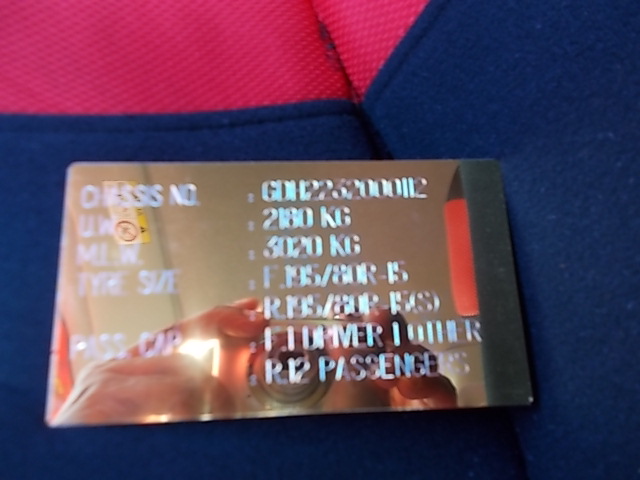 CHASSIS NO. : GDH2232000112
U.W. : 2180 KG
M.L.W. : 3020 KG
TYRE SIZE : F.195/80R-15
: R.195/80R-15(S)
PASS. CAP. : F.1 DRIVER 1 OTHER
: R.12 PASSENGERS